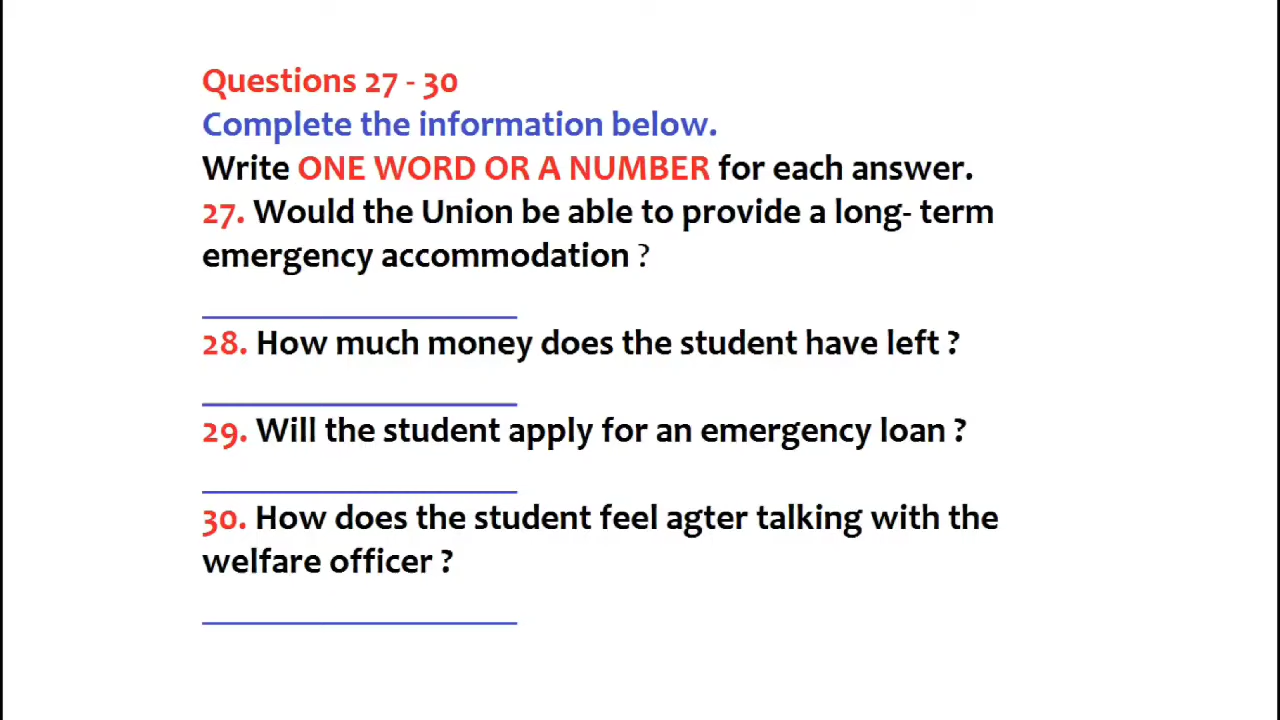 Questions 27 - 30
Complete the information below.
Write ONE WORD OR A NUMBER for each answer.
27. Would the Union be able to provide a long- term
emergency accommodation ?
28. How much money does the student have left ?
29. Will the student apply for an emergency loan ?
30. How does the student feel agter talking with the
welfare officer ?